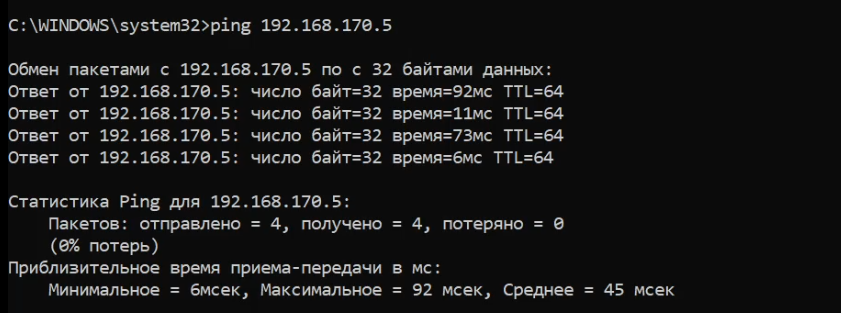 C:\WINDOWS\system32>ping 192.168.170.5
Обмен пакетами с 192.168.170.5 по с 32 байтами данных:
Ответ от 192.168.170.5: число байт=32 время=92мс TTL=64
Ответ от 192.168.170.5: число байт=32 время=11мс TTL=64
Ответ от 192.168.170.5: число байт=32 время=73мс TTL=64
Ответ от 192.168.170.5: число байт=32 время=6мс TTL=64
Статистика Ping для 192.168.170.5:
Пакетов: отправлено = 4, получено = 4, потеряно = 0
(0% потерь)
Приблизительное время приема-передачи в мс:
Минимальное = 6мсек, Максимальное = 92 мсек, Среднее = 45 мсек